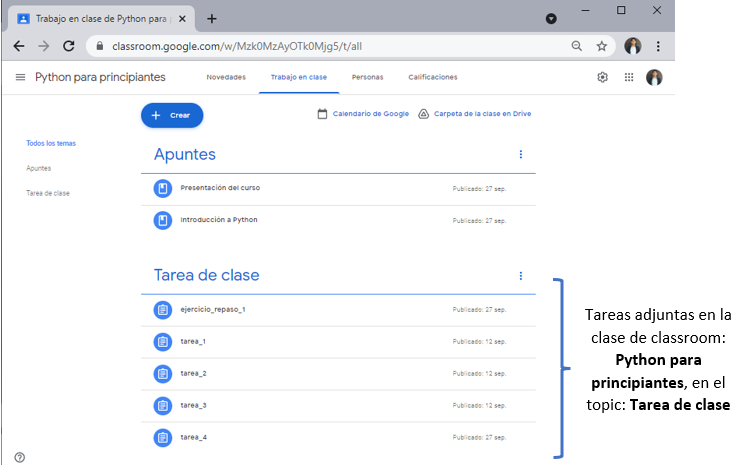 Trabajo en clase de Python para
classroom.google.com/w/Mzk0MzAyOTk0Mjg5/t/all
Python para principiantes
Novedades
Trabajo en clase
Personas
Calificaciones
Crear
Calendario de Google
Carpeta de la clase en Drive
Todos los temas
Apuntes
Tarea de clase
Apuntes
Presentación del curso
Publicado: 27 sep.
Introducción a Python
Publicado: 27 sep.
Tarea de clase
ejercicio_repaso_1
Publicado: 27 sep.
tarea_1
Publicado: 12 sep.
tarea_2
Publicado: 12 sep.
tarea_3
Publicado: 12 sep.
tarea_4
Publicado: 27 sep.
Tareas adjuntas en la
clase de classroom:
Python para
principiantes, en el
topic: Tarea de clase